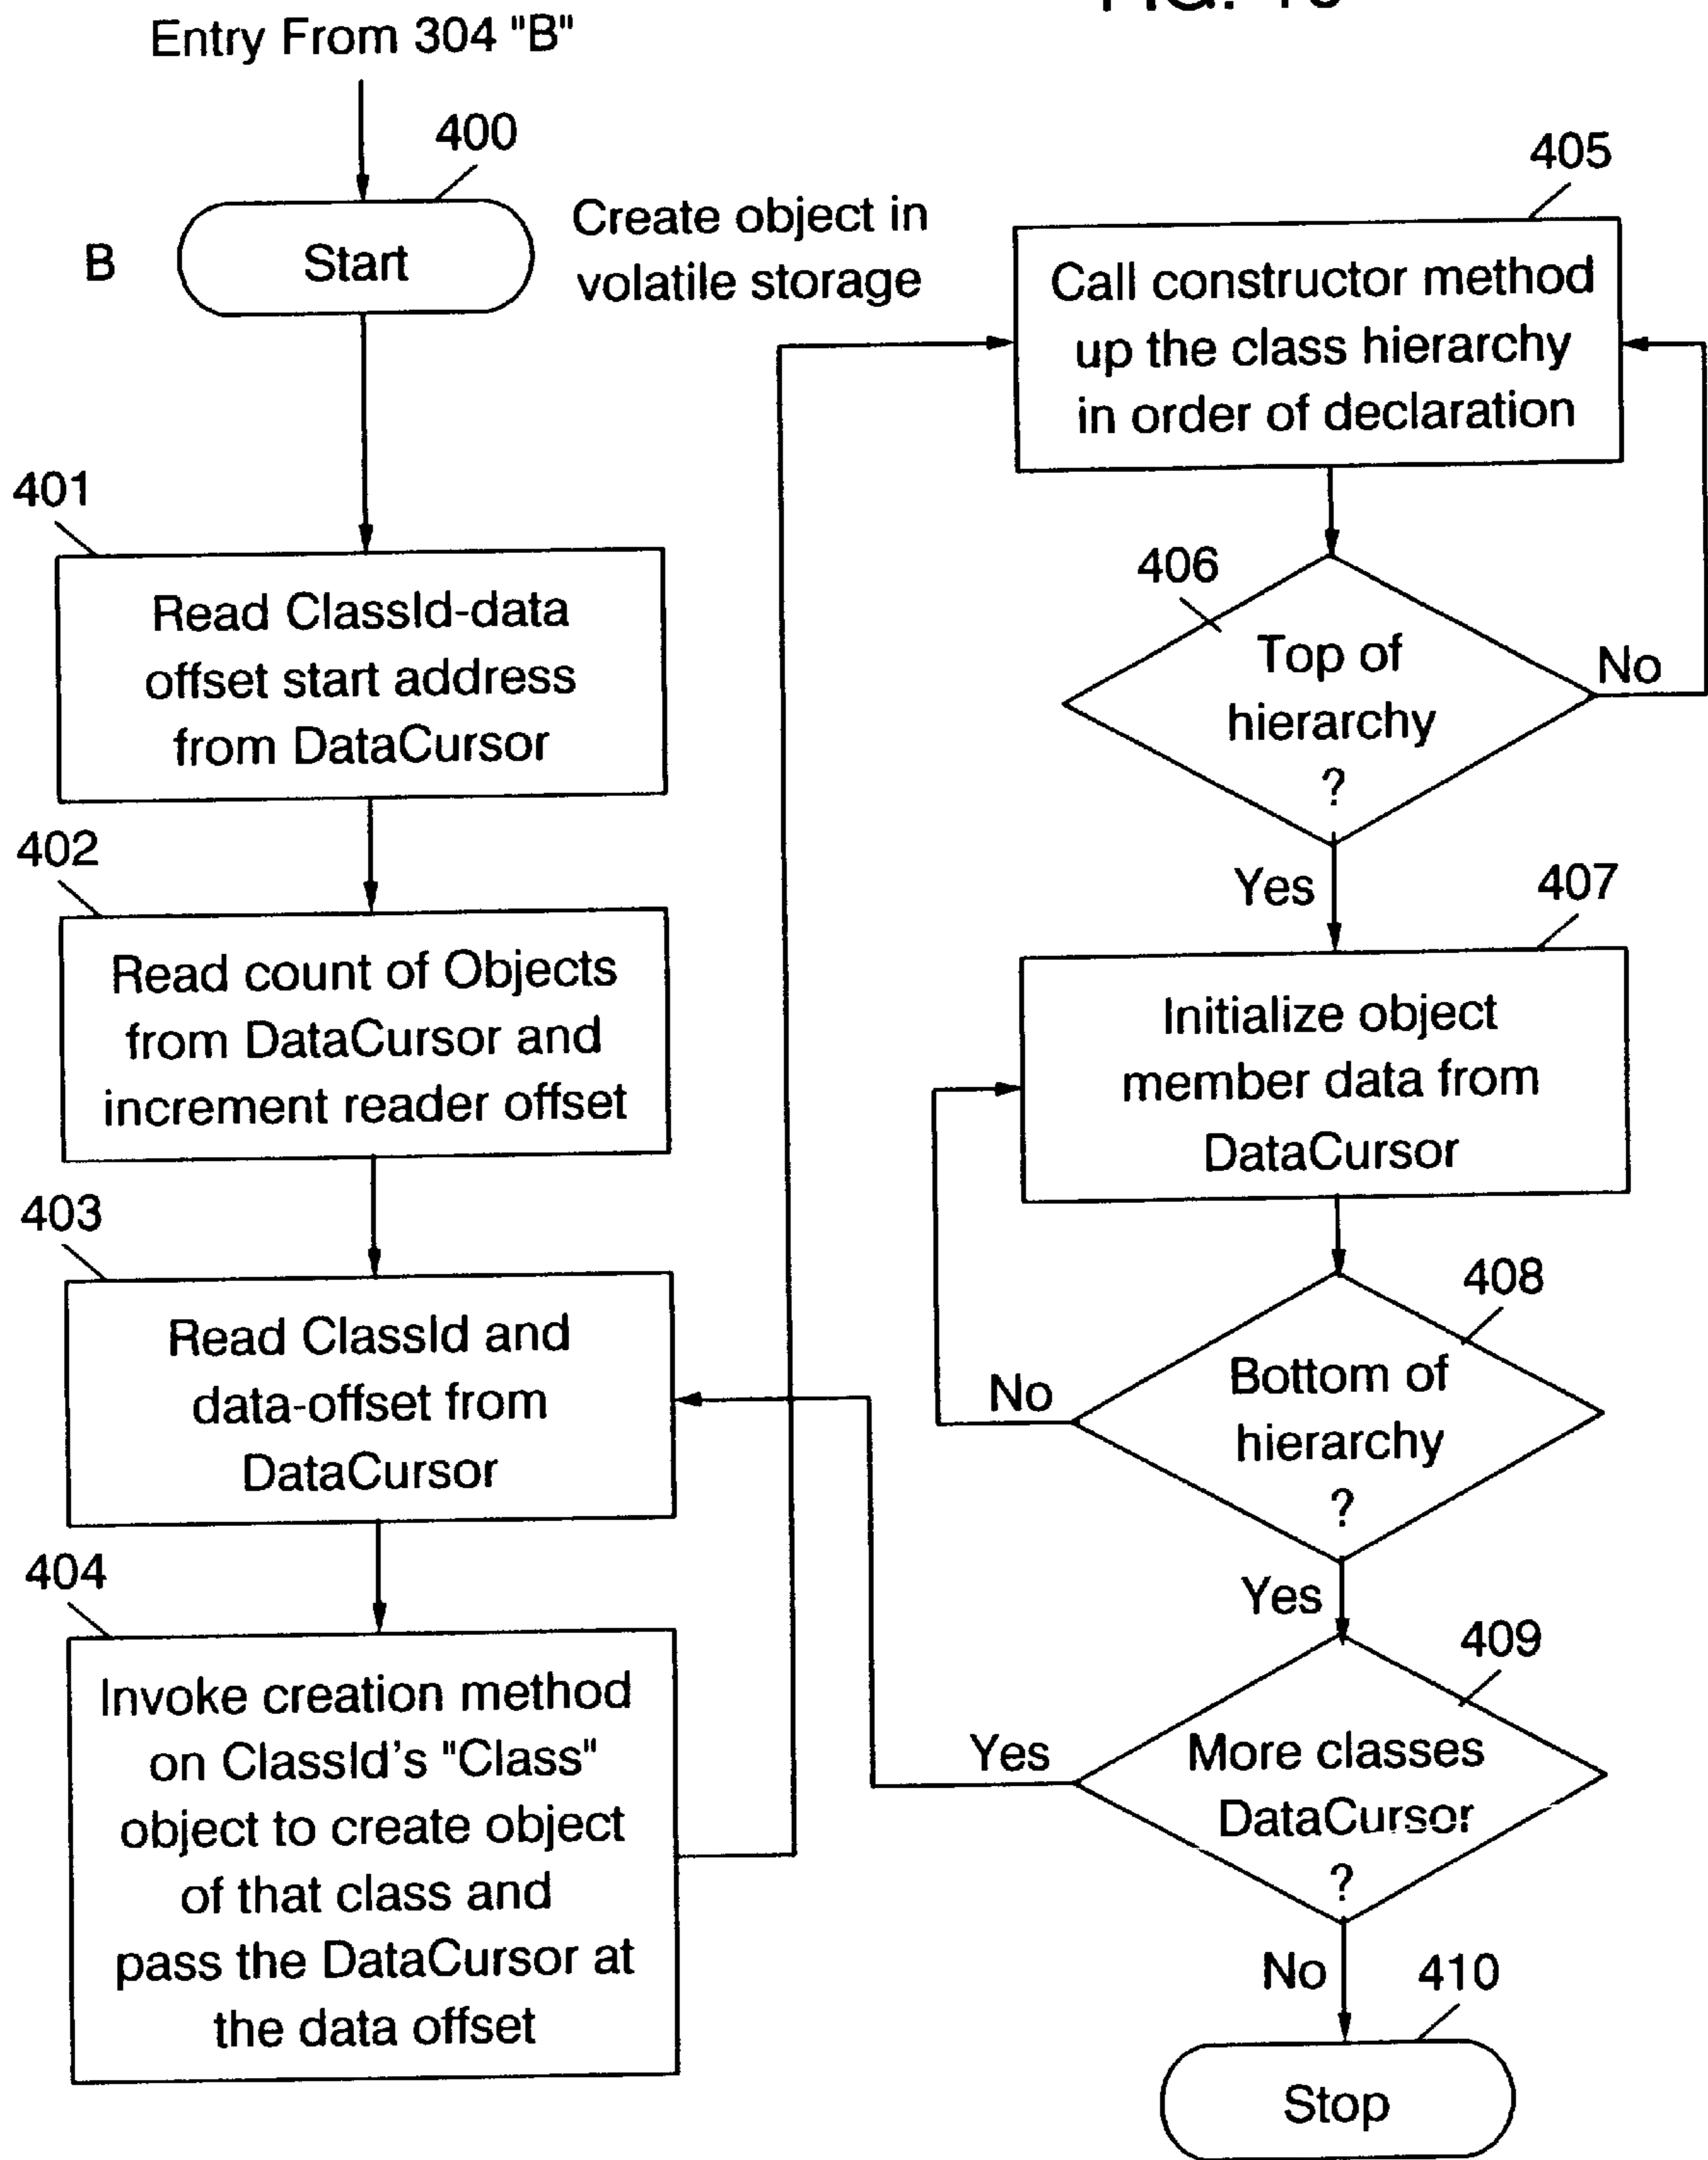 Entry From 304 "B"
400
B
Start
Create object in
volatile storage
401
Read ClassId-data
offset start address
from DataCursor
402
Read count of Objects
from DataCursor and
increment reader offset
403
Read ClassId and
data-offset from
DataCursor
404
Invoke creation method
on ClassId's "Class"
object to create object
of that class and
pass the DataCursor at
the data offset
405
Call constructor method
up the class hierarchy
in order of declaration
406
Top of
hierarchy
?
No
Yes
407
Initialize object
member data from
DataCursor
408
Bottom of
hierarchy
?
No
Yes
409
More classes
DataCursor
?
Yes
No
410
Stop